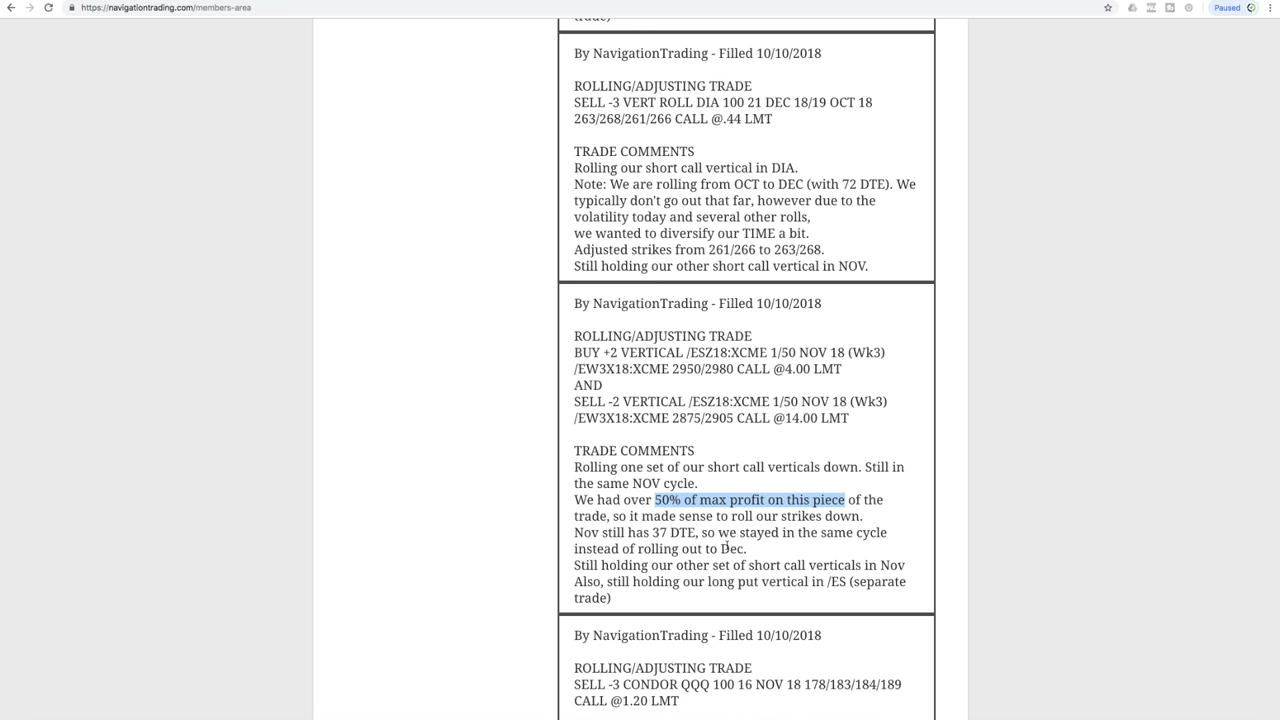 https://navigationtrading.com/members-area
Paused
trade)
By NavigationTrading - Filled 10/10/2018
ROLLING/ADJUSTING TRADE
SELL -3 VERT ROLL DIA 100 21 DEC 18/19 OCT 18
263/268/261/266 CALL @.44 LMT
TRADE COMMENTS
Rolling our short call vertical in DIA.
Note: We are rolling from OCT to DEC (with 72 DTE). We
typically don't go out that far, however due to the
volatility today and several other rolls,
we wanted to diversify our TIME a bit.
Adjusted strikes from 261/266 to 263/268.
Still holding our other short call vertical in NOV.
By NavigationTrading - Filled 10/10/2018
ROLLING/ADJUSTING TRADE
BUY +2 VERTICAL /ESZ18:XCME 1/50 NOV 18 (Wk3)
/EW3X18:XCME 2950/2980 CALL @4.00 LMT
AND
SELL -2 VERTICAL /ESZ18:XCME 1/50 NOV 18 (Wk3)
/EW3X18:XCME 2875/2905 CALL @14.00 LMT
TRADE COMMENTS
Rolling one set of our short call verticals down. Still in
the same NOV cycle.
We had over 50% of max profit on this piece of the
trade, so it made sense to roll our strikes down.
Nov still has 37 DTE, so we stayed in the same cycle
instead of rolling out to Dec.
Still holding our other set of short call verticals in Nov
Also, still holding our long put vertical in /ES (separate
trade)
By NavigationTrading - Filled 10/10/2018
ROLLING/ADJUSTING TRADE
SELL -3 CONDOR QQQ 100 16 NOV 18 178/183/184/189
CALL @1.20 LMT